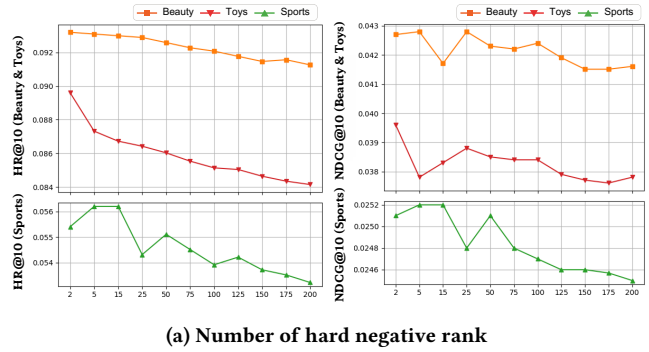 Beauty Toys Sports
HR@10 (Beauty & Toys)
0.092
0.090
0.088
0.086
0.084
HR@10 (Sports)
0.056
0.055
0.054
2 5 15 25 50 75 100 125 150 175 200
Beauty Toys Sports
NDCG@10 (Beauty & Toys)
0.043
0.042
0.041
0.040
0.039
0.038
NDCG@10 (Sports)
0.0252
0.0250
0.0248
0.0246
2 5 15 25 50 75 100 125 150 175 200
(a) Number of hard negative rank